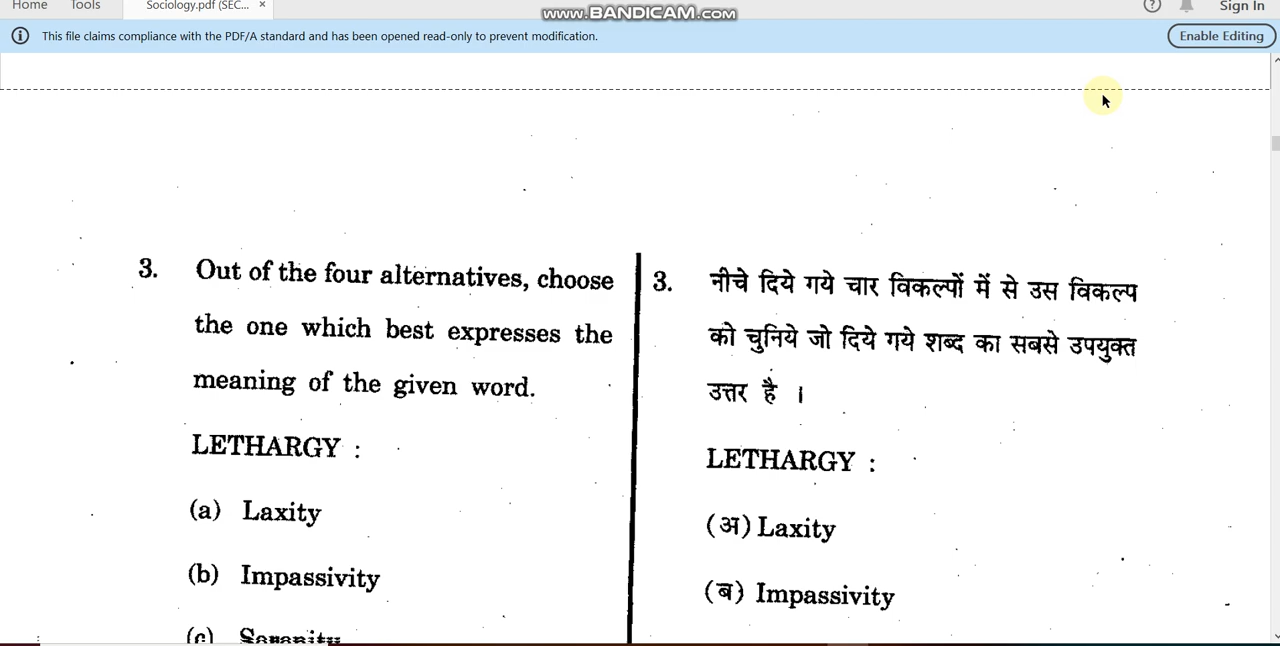 Home Tools Sociology.pdf (SEC... × www.BANDICAM.com Sign In
This file claims compliance with the PDF/A standard and has been opened read-only to prevent modification. Enable Editing
3. Out of the four alternatives, choose
the one which best expresses the
meaning of the given word.
LETHARGY :
(a) Laxity
(b) Impassivity
(c) Serenity
3. नीचे दिये गये चार विकल्पों में से उस विकल्प
को चुनिये जो दिये गये शब्द का सबसे उपयुक्त
उत्तर है ।
LETHARGY :
(अ) Laxity
(ब) Impassivity